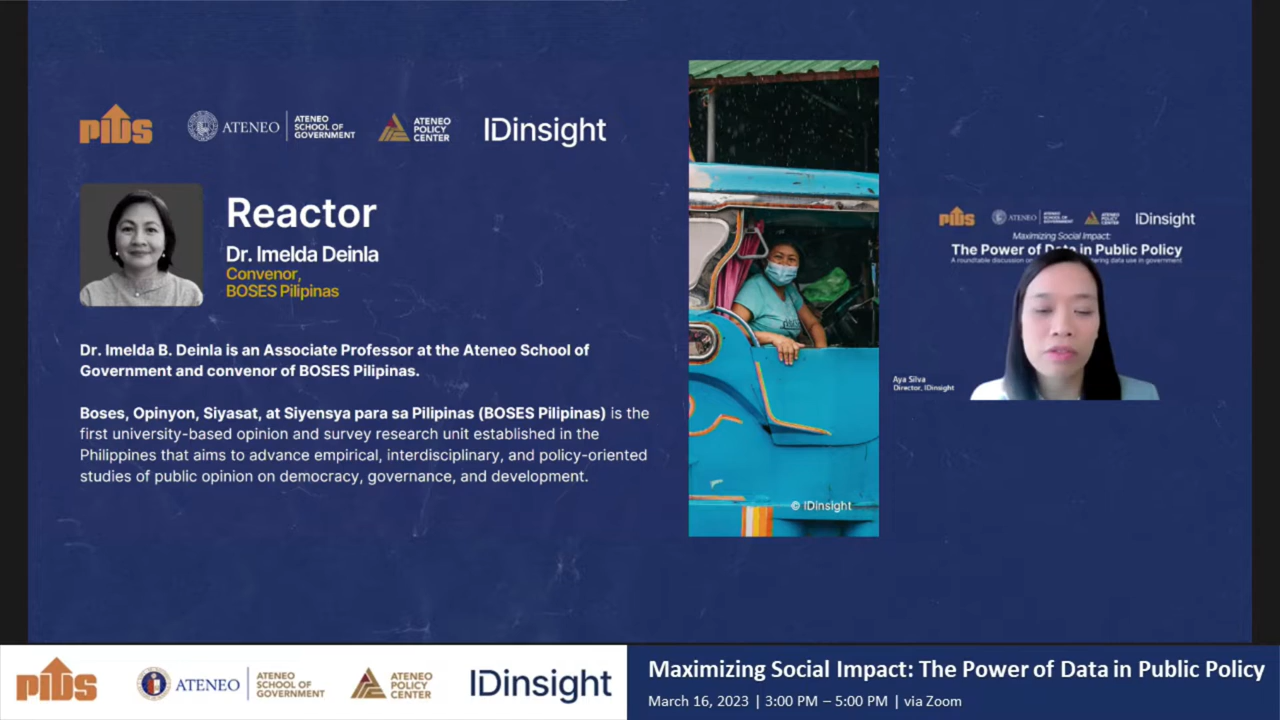 PIDS
ATENEO
ATENEO
SCHOOL OF
GOVERNMENT
ATENEO
POLICY
CENTER
IDinsight
Reactor
Dr. Imelda Deinla
Convenor,
BOSES Pilipinas
Dr. Imelda B. Deinla is an Associate Professor at the Ateneo School of
Government and convenor of BOSES Pilipinas.
Boses, Opinyon, Siyasat, at Siyensya para sa Pilipinas (BOSES Pilipinas) is the
first university-based opinion and survey research unit established in the
Philippines that aims to advance empirical, interdisciplinary, and policy-oriented
studies of public opinion on democracy, governance, and development.
© IDinsight
PIDS
ATENEO
ATENEO
SCHOOL OF
GOVERNMENT
ATENEO
POLICY
CENTER
IDinsight
Maximizing Social Impact:
The Power of Data in Public Policy
A roundtable discussion on data use in government
Aya Silva
Director, IDinsight
PIDS
ATENEO
ATENEO
SCHOOL OF
GOVERNMENT
ATENEO
POLICY
CENTER
IDinsight
Maximizing Social Impact: The Power of Data in Public Policy
March 16, 2023 | 3:00 PM – 5:00 PM | via Zoom